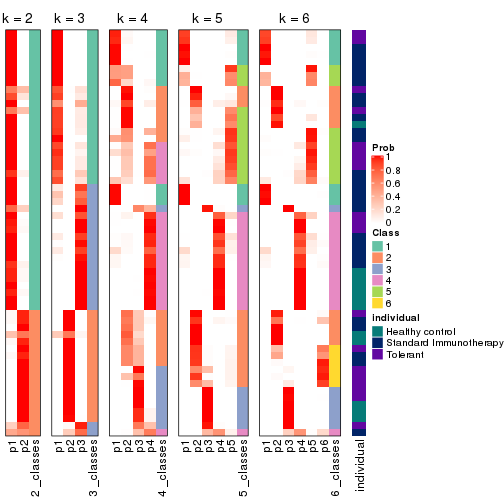 k = 2
k = 3
k = 4
k = 5
k = 6
p1
p2
2_classes
p1
p2
p3
3_classes
p1
p2
p3
p4
4_classes
p1
p2
p3
p4
p5
5_classes
p1
p2
p3
p4
p5
p6
6_classes
individual
Prob
1
0.8
0.6
0.4
0.2
0
Class
1
2
3
4
5
6
individual
Healthy control
Standard Immunotherapy
Tolerant